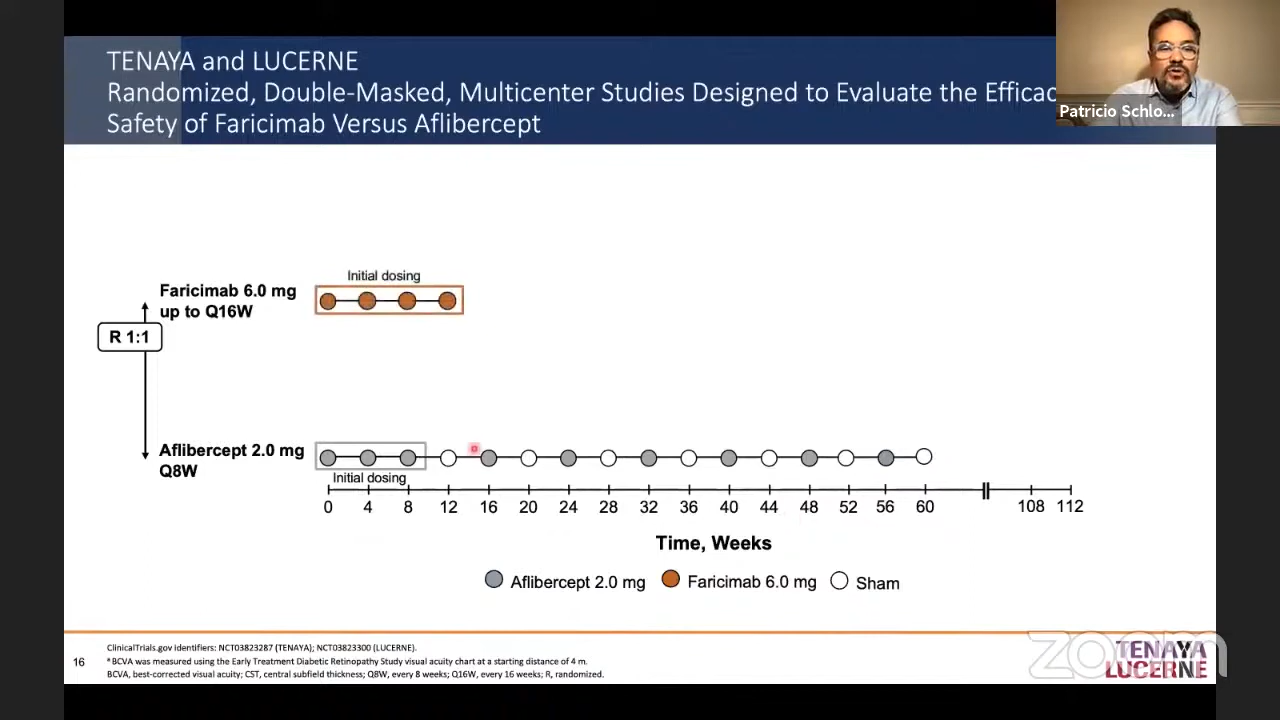 TENAYA and LUCERNE
Randomized, Double-Masked, Multicenter Studies Designed to Evaluate the Efficac
Safety of Faricimab Versus Aflibercept
Patricio Schlo...
Initial dosing
Faricimab 6.0 mg
up to Q16W
R 1:1
Aflibercept 2.0 mg
Q8W
Initial dosing
0 4 8 12 16 20 24 28 32 36 40 44 48 52 56 60 108 112
Time, Weeks
Aflibercept 2.0 mg Faricimab 6.0 mg Sham
16
ClinicalTrials.gov identifiers: NCT03823287 (TENAYA); NCT03823300 (LUCERNE).
ᵃ BCVA was measured using the Early Treatment Diabetic Retinopathy Study visual acuity chart at a starting distance of 4 m.
BCVA, best-corrected visual acuity; CST, central subfield thickness; Q8W, every 8 weeks; Q16W, every 16 weeks; R, randomized.
zoom
TENAYA
LUCERNE